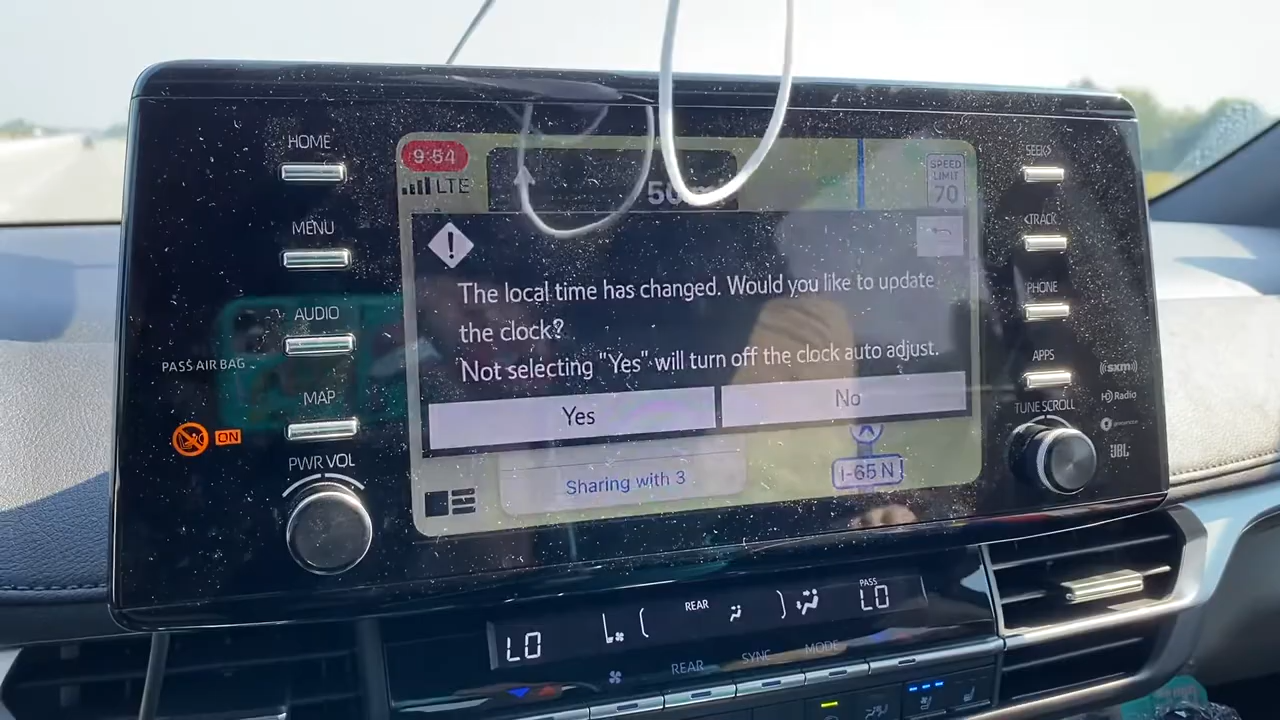 HOME
MENU
AUDIO
PASS AIR BAG
ON
MAP
PWR VOL
9:54
LTE
SPEED
LIMIT
70
The local time has changed. Would you like to update
the clock?
Not selecting "Yes" will turn off the clock auto adjust.
Yes
No
Sharing with 3
I-65 N
SEEK>
<TRACK
PHONE
APPS
TUNE SCROLL
((SXM))
HD Radio
JBL
LO
REAR
PASS
LO
REAR
SYNC
MODE